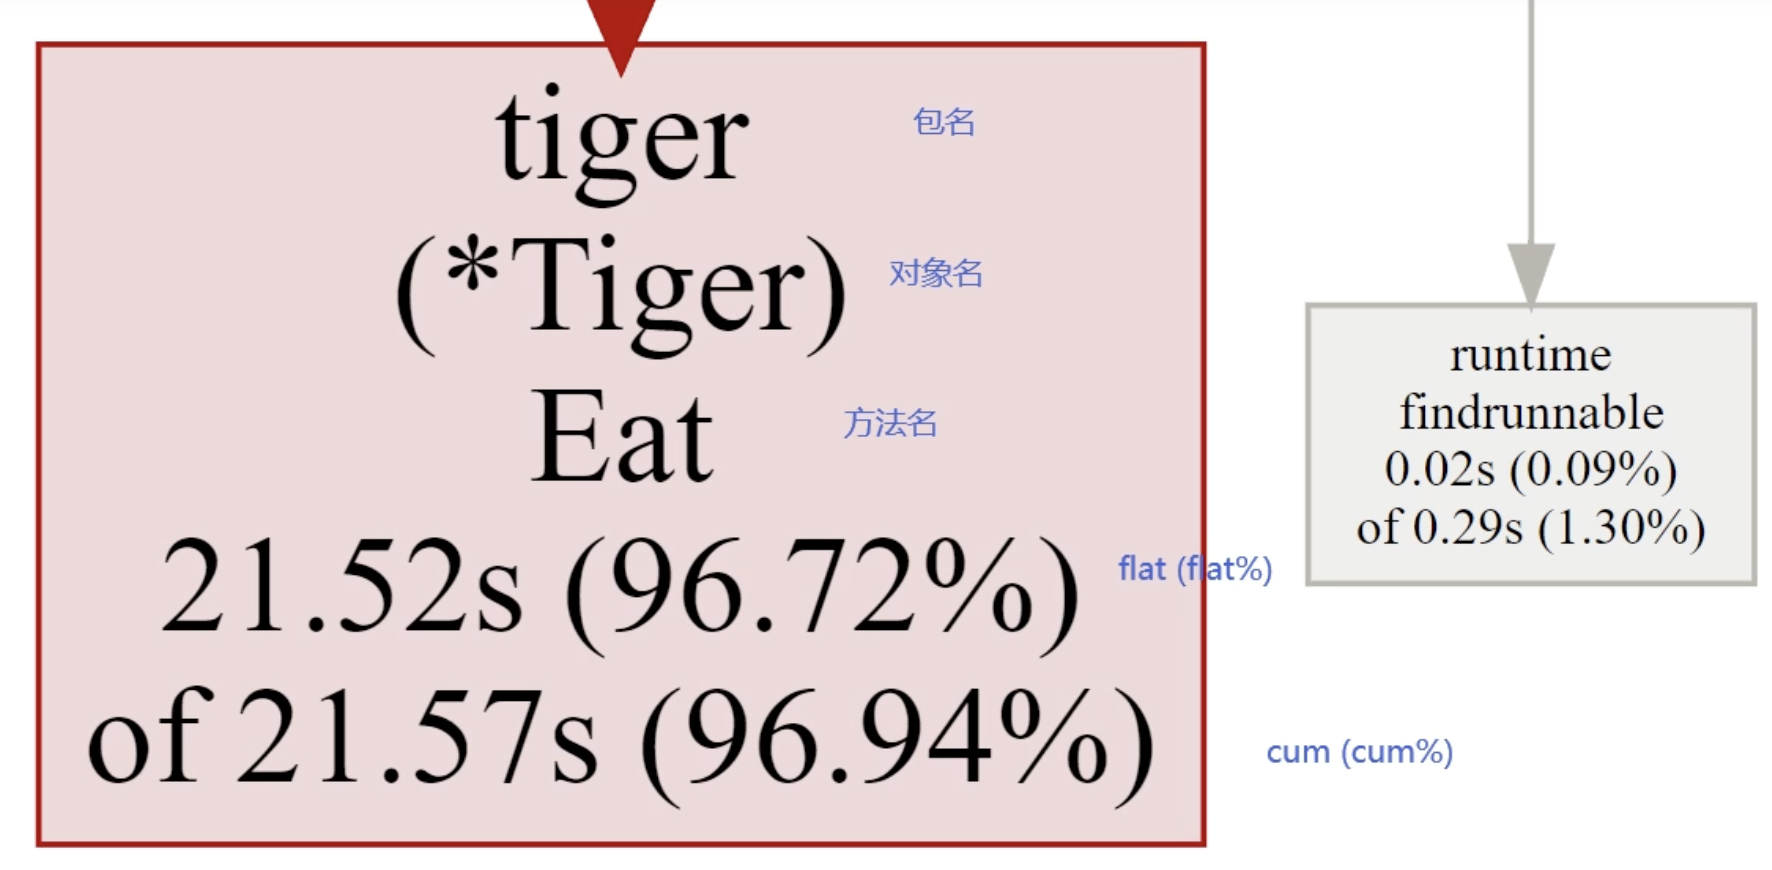 tiger 包名
(*Tiger) 对象名
Eat 方法名
21.52s (96.72%) flat (flat%)
of 21.57s (96.94%) cum (cum%)
runtime
findrunnable
0.02s (0.09%)
of 0.29s (1.30%)